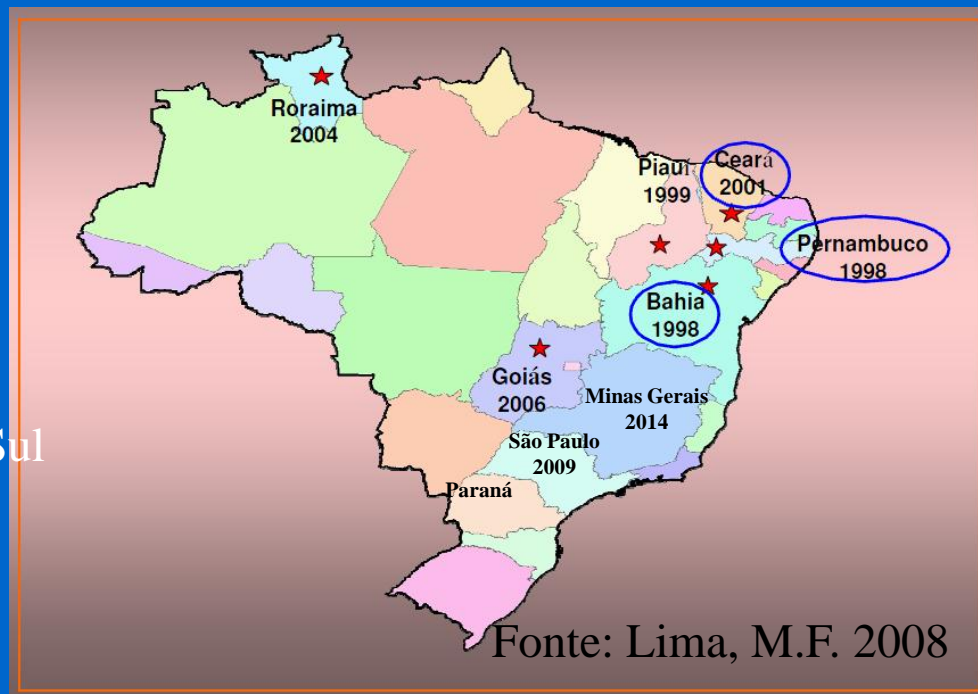 Roraima
2004
Piauí
1999
Ceará
2001
Pernambuco
1998
Bahia
1998
Goiás
2006
Minas Gerais
2014
São Paulo
2009
Sul
Paraná
Fonte: Lima, M.F. 2008